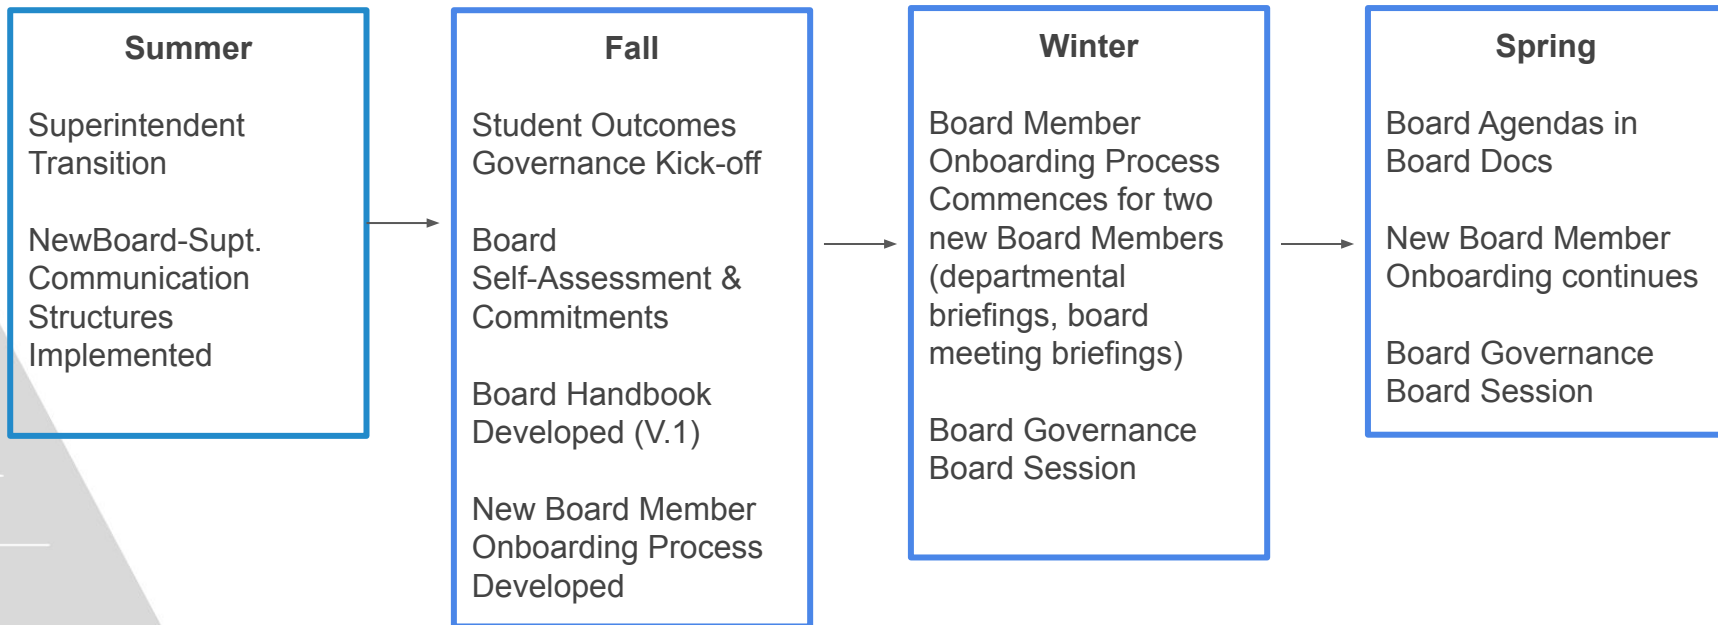 Summer
Superintendent
Transition
NewBoard-Supt.
Communication
Structures
Implemented
Fall
Student Outcomes
Governance Kick-off
Board
Self-Assessment &
Commitments
Board Handbook
Developed (V.1)
New Board Member
Onboarding Process
Developed
Winter
Board Member
Onboarding Process
Commences for two
new Board Members
(departmental
briefings, board
meeting briefings)
Board Governance
Board Session
Spring
Board Agendas in
Board Docs
New Board Member
Onboarding continues
Board Governance
Board Session